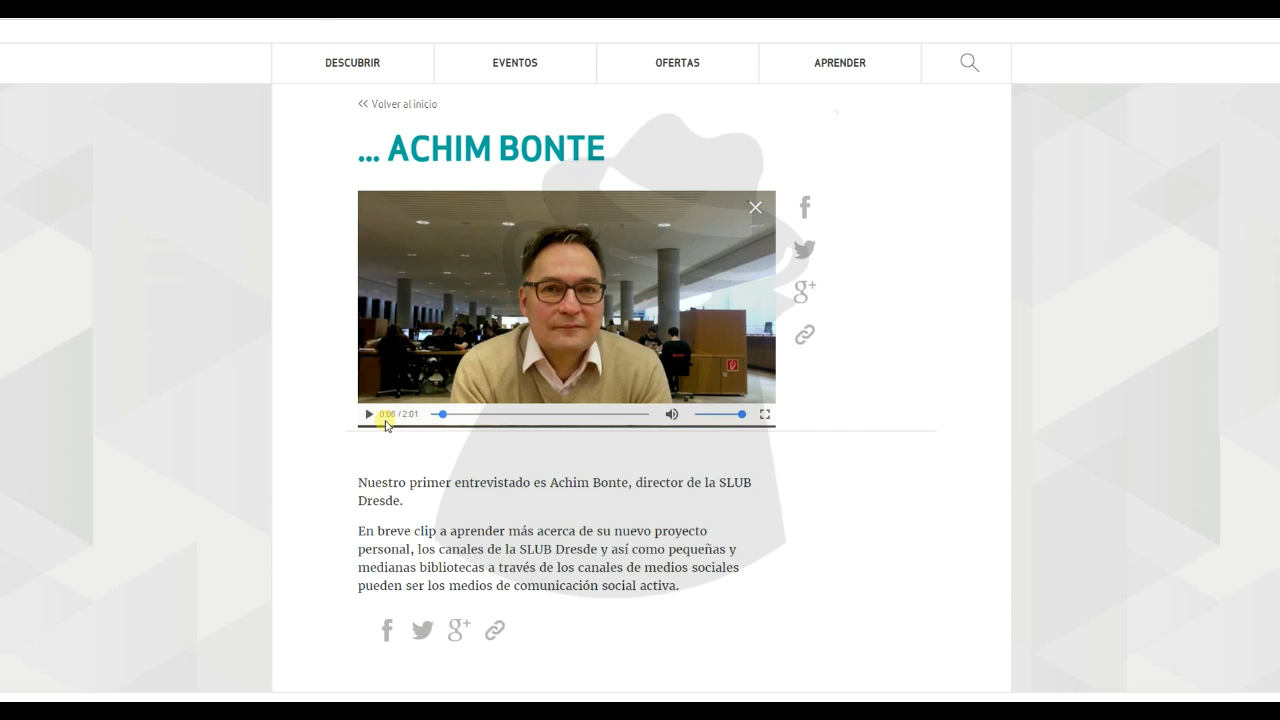 DESCUBRIR
EVENTOS
OFERTAS
APRENDER
<< Volver al inicio
... ACHIM BONTE
0:06 / 2:01
Nuestro primer entrevistado es Achim Bonte, director de la SLUB
Dresde.
En breve clip a aprender más acerca de su nuevo proyecto
personal, los canales de la SLUB Dresde y así como pequeñas y
medianas bibliotecas a través de los canales de medios sociales
pueden ser los medios de comunicación social activa.